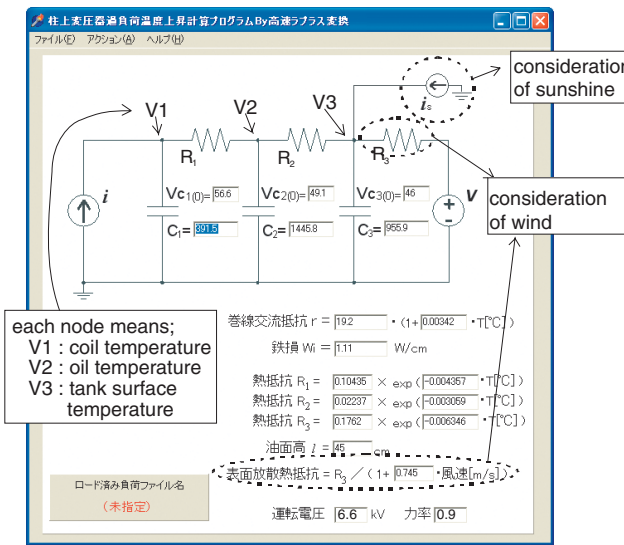 柱上変圧器過負荷温度上昇計算プログラムBy高速ラプラス変換
ファイル(F) アクション(A) ヘルプ(H)
consideration
of sunshine
V1 V2 V3 is
R1 R2 R3
i Vc1(0)= 56.6 Vc2(0)= 49.1 Vc3(0)= 46 V
C1= 391.5 C2= 1445.8 C3= 955.9
consideration
of wind
each node means;
V1 : coil temperature
V2 : oil temperature
V3 : tank surface
temperature
巻線交流抵抗 r = 19.2 ・(1+ 0.00342 ・T[℃])
鉄損 Wi = 1.11 W/cm
熱抵抗 R1 = 0.10435 × exp(-0.004357 ・T[℃])
熱抵抗 R2 = 0.02237 × exp(-0.003059 ・T[℃])
熱抵抗 R3 = 0.1762 × exp(-0.006346 ・T[℃])
油面高 l = 45 cm
表面放散熱抵抗 = R3 ／(1+ 0.745 ・風速[m/s])
ロード済み負荷ファイル名
(未指定)
運転電圧 6.6 kV 力率 0.9